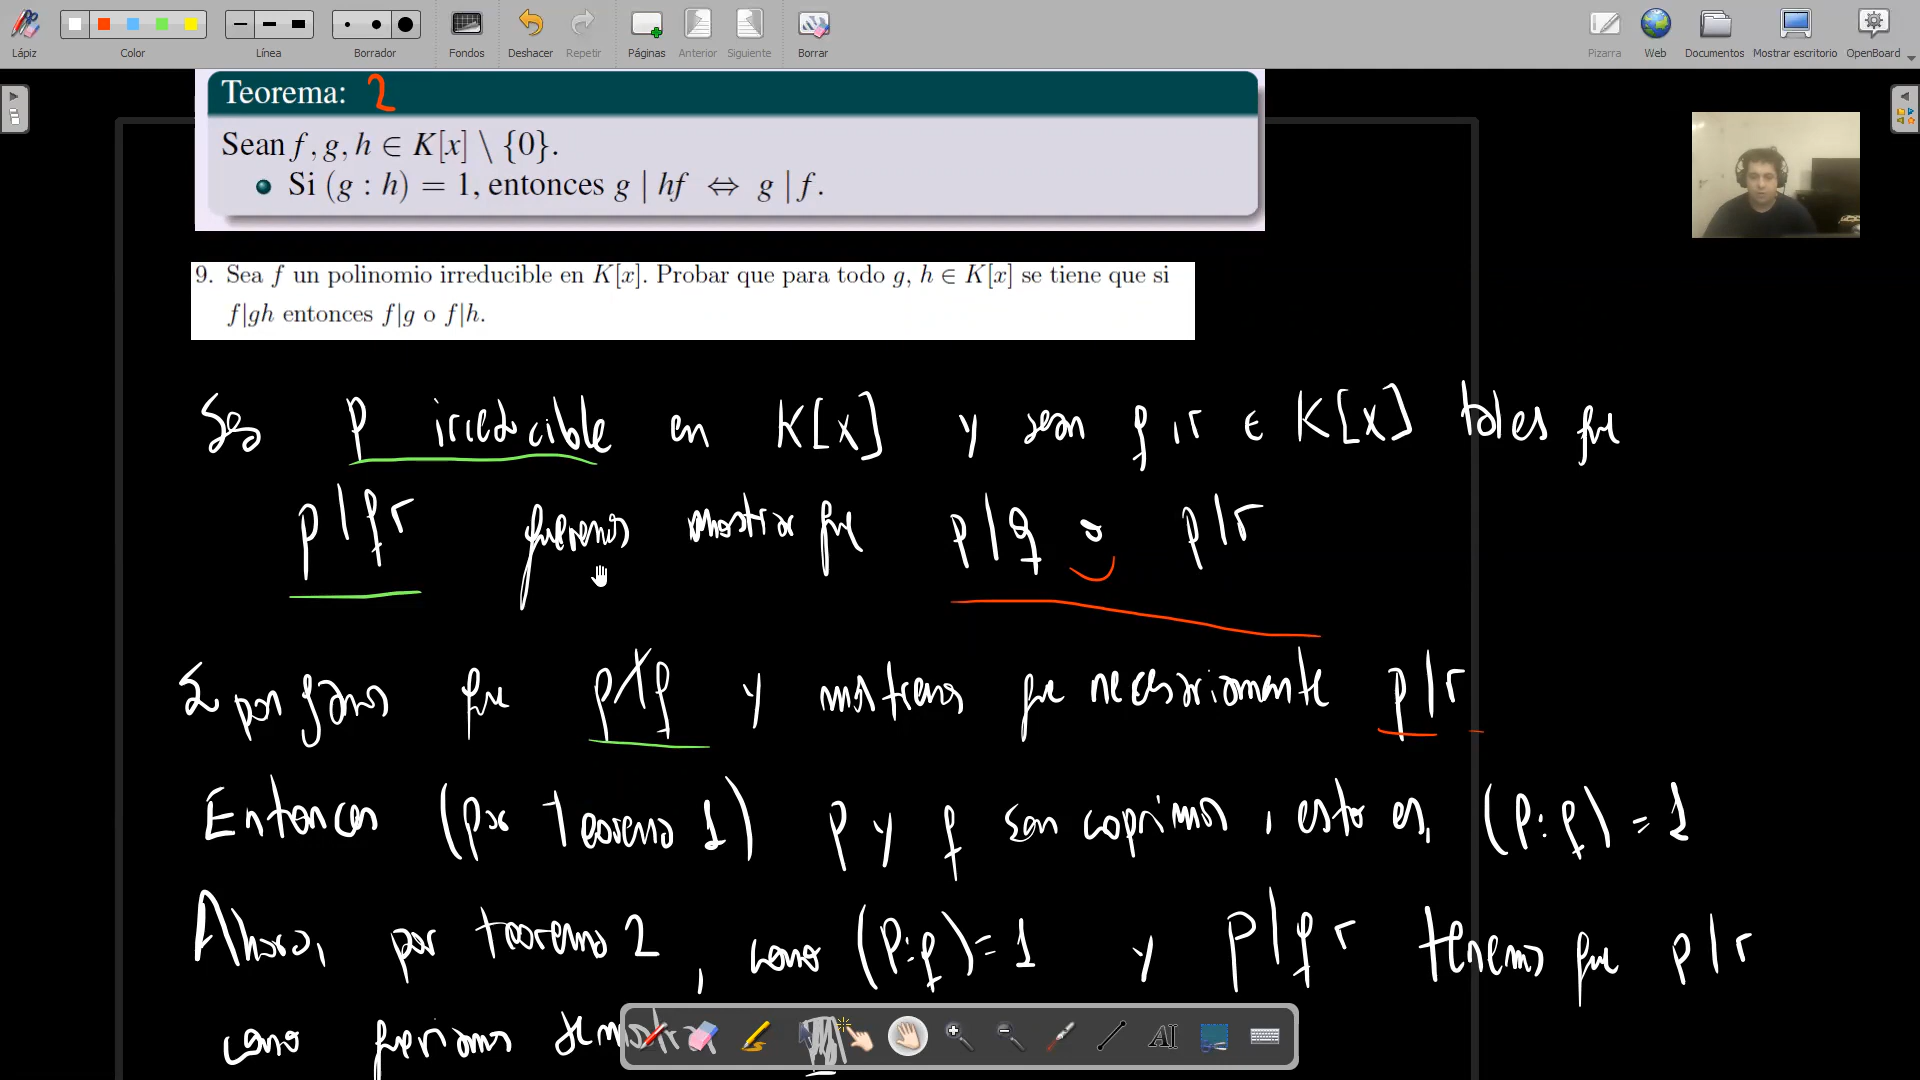 Lápiz Color Línea Borrador Fondos Deshacer Repetir Páginas Anterior Siguiente Borrar Pizarra Web Documentos Mostrar escritorio OpenBoard
Teorema: 2
Sean f, g, h ∈ K[x] \ {0}.
Si (g : h) = 1, entonces g | hf ⇔ g | f.
9. Sea f un polinomio irreducible en K[x]. Probar que para todo g, h ∈ K[x] se tiene que si
f|gh entonces f|g o f|h.
Sea p irreducible en K[x] y sean q, r ∈ K[x] tales que
p | q r queremos mostrar que p | q o p | r
Supongamos que p ∤ q y mostremos que necesariamente p | r
Entonces (por teorema 1) p y q son coprimos, esto es, (p : q) = 1
Ahora, por teorema 2, como (p : q) = 1 y p | q r tenemos que p | r
como queriamos
AI